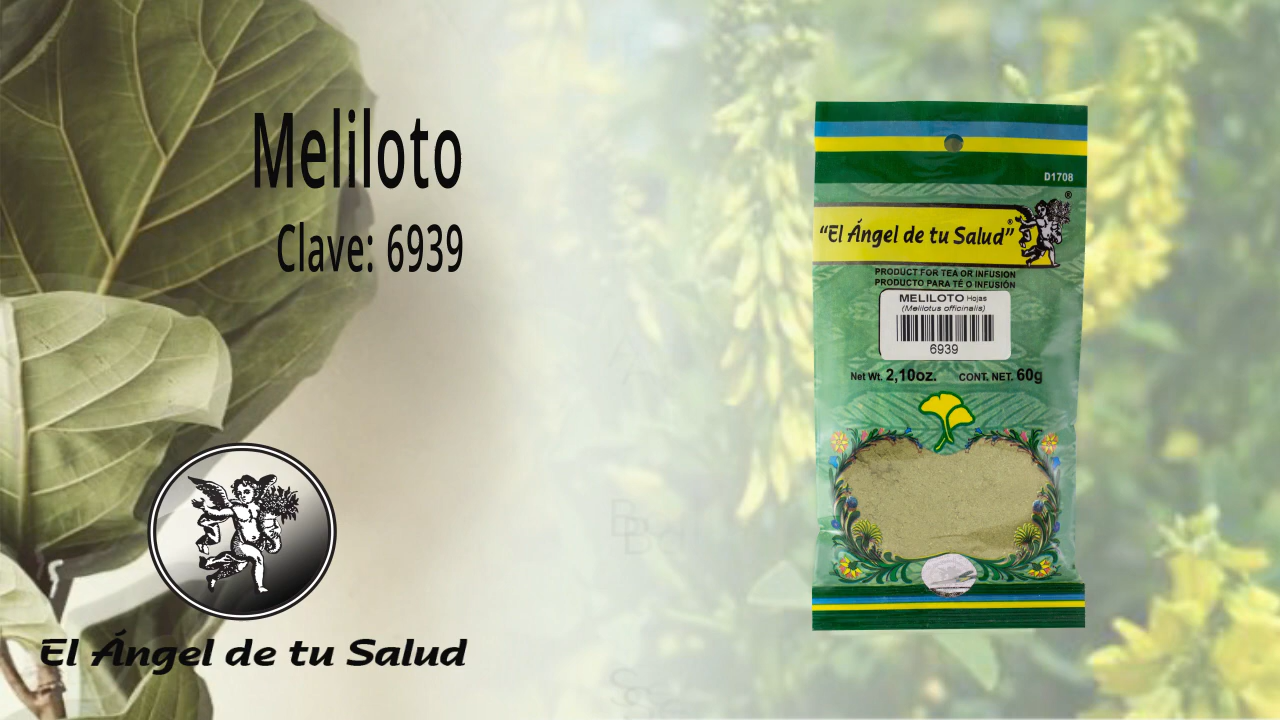 Meliloto
Clave: 6939
El Ángel de tu Salud
D1708
®
®
“El Ángel de tu Salud”
PRODUCT FOR TEA OR INFUSION
PRODUCTO PARA TÉ O INFUSIÓN
MELILOTO Hojas
(Melilotus officinalis)
6939
Net Wt. 2,10oz. CONT. NET. 60g